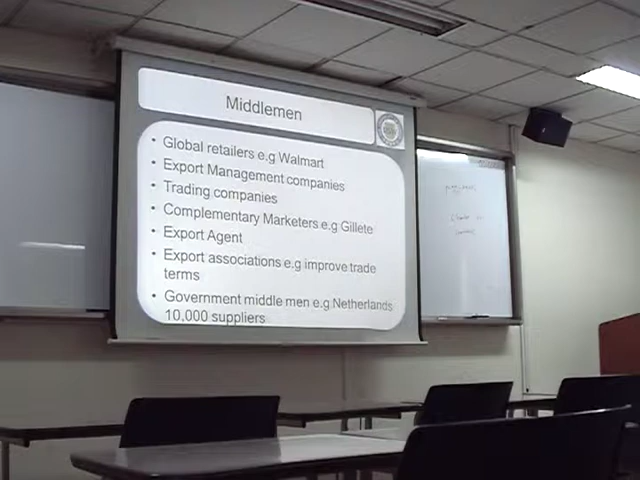 Middlemen
• Global retailers e.g Walmart
• Export Management companies
• Trading companies
• Complementary Marketers e.g Gillete
• Export Agent
• Export associations e.g improve trade
terms
• Government middle men e.g Netherlands
10,000 suppliers